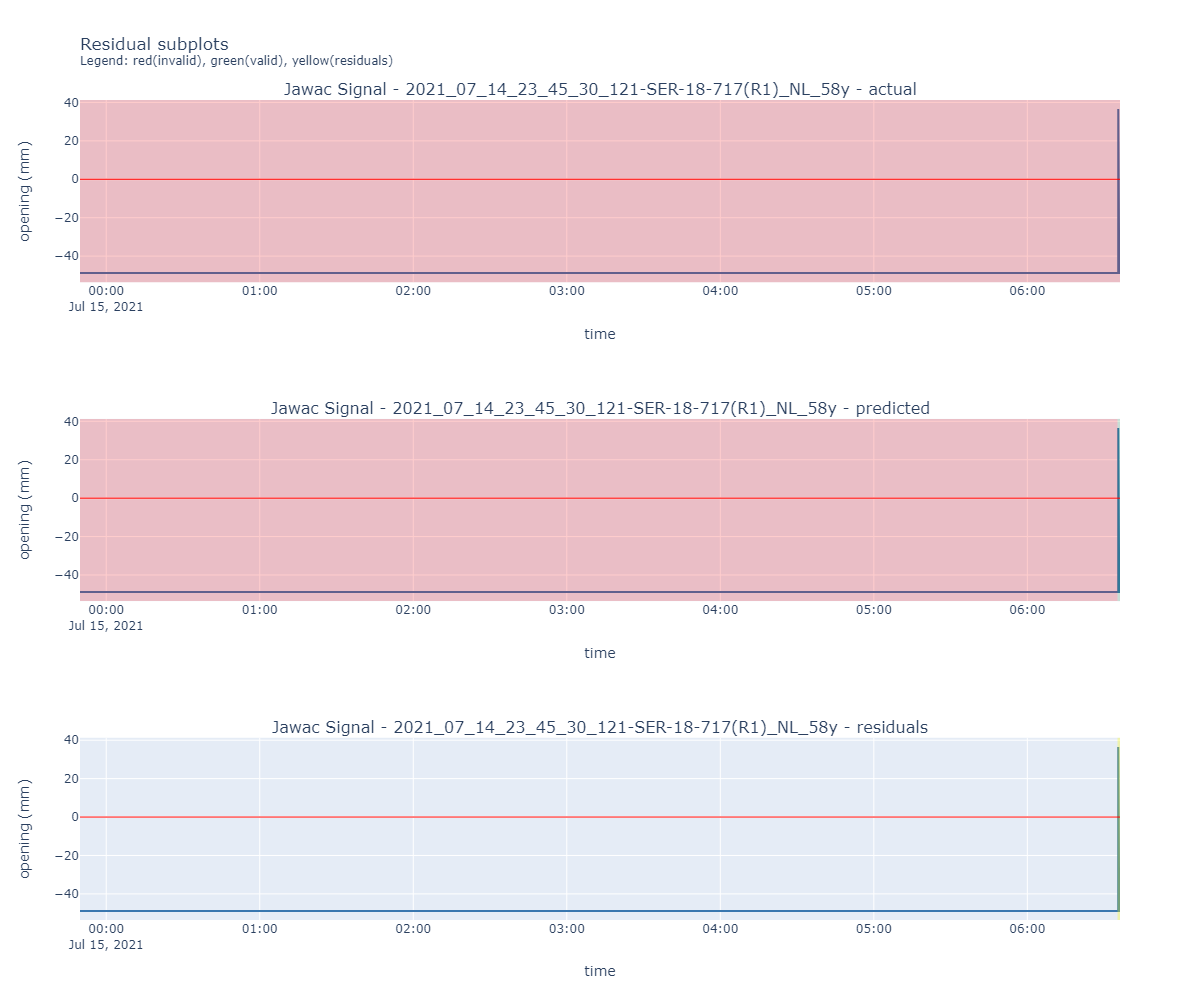 Residual subplots
Legend: red(invalid), green(valid), yellow(residuals)
Jawac Signal - 2021_07_14_23_45_30_121-SER-18-717(R1)_NL_58y - actual
40
20
0
−20
−40
opening (mm)
00:00 01:00 02:00 03:00 04:00 05:00 06:00
Jul 15, 2021
time
Jawac Signal - 2021_07_14_23_45_30_121-SER-18-717(R1)_NL_58y - predicted
40
20
0
−20
−40
opening (mm)
00:00 01:00 02:00 03:00 04:00 05:00 06:00
Jul 15, 2021
time
Jawac Signal - 2021_07_14_23_45_30_121-SER-18-717(R1)_NL_58y - residuals
40
20
0
−20
−40
opening (mm)
00:00 01:00 02:00 03:00 04:00 05:00 06:00
Jul 15, 2021
time